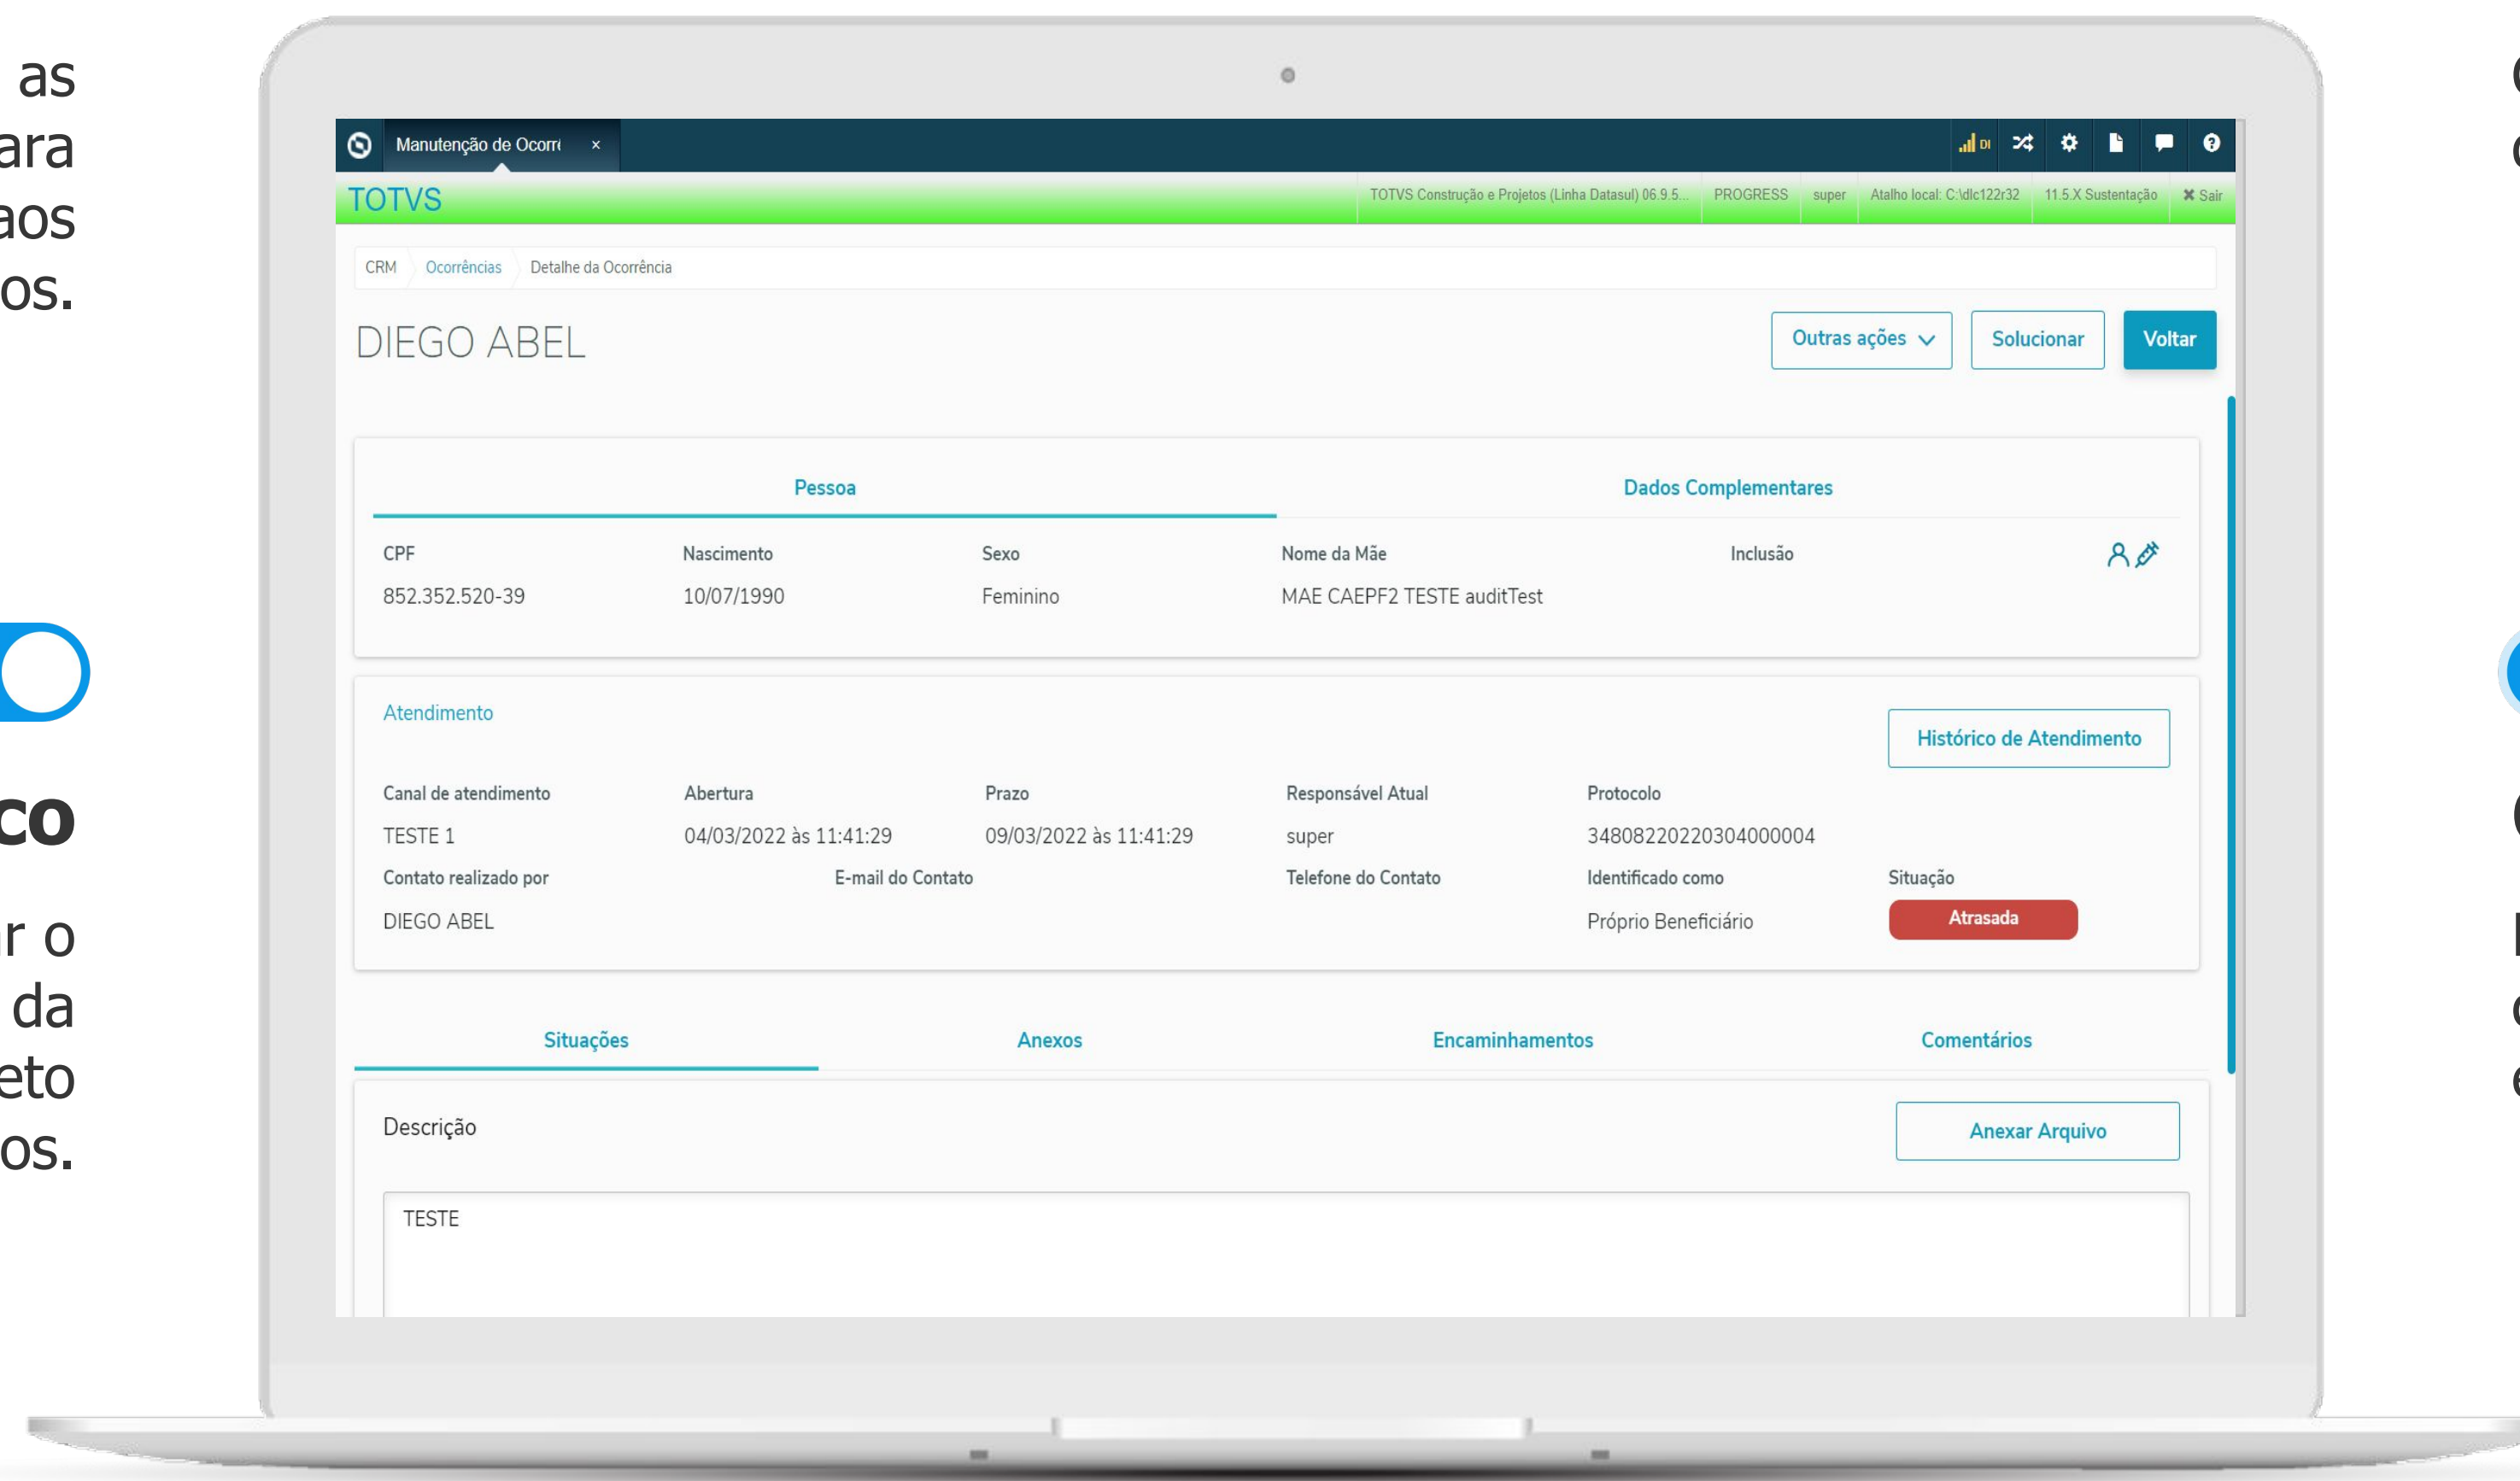 as
ara
aos
os.
co
ar o
da
eto
os.
Manutenção de Ocorr ×
DI
TOTVS
TOTVS Construção e Projetos (Linha Datasul) 06.9.5... PROGRESS super Atalho local: C:\dlc122r32 11.5.X Sustentação ✖ Sair
CRM Ocorrências Detalhe da Ocorrência
DIEGO ABEL
Outras ações Solucionar Voltar
Pessoa Dados Complementares
CPF Nascimento Sexo Nome da Mãe Inclusão
852.352.520-39 10/07/1990 Feminino MAE CAEPF2 TESTE auditTest
Atendimento
Histórico de Atendimento
Canal de atendimento Abertura Prazo Responsável Atual Protocolo
TESTE 1 04/03/2022 às 11:41:29 09/03/2022 às 11:41:29 super 34808220220304000004
Contato realizado por E-mail do Contato Telefone do Contato Identificado como Situação
DIEGO ABEL Próprio Beneficiário Atrasada
Situações Anexos Encaminhamentos Comentários
Descrição
Anexar Arquivo
TESTE